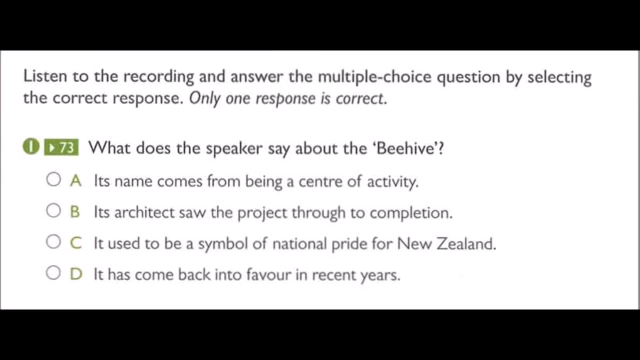 Listen to the recording and answer the multiple-choice question by selecting
the correct response. Only one response is correct.
1 ▸73 What does the speaker say about the ‘Beehive’?
A Its name comes from being a centre of activity.
B Its architect saw the project through to completion.
C It used to be a symbol of national pride for New Zealand.
D It has come back into favour in recent years.